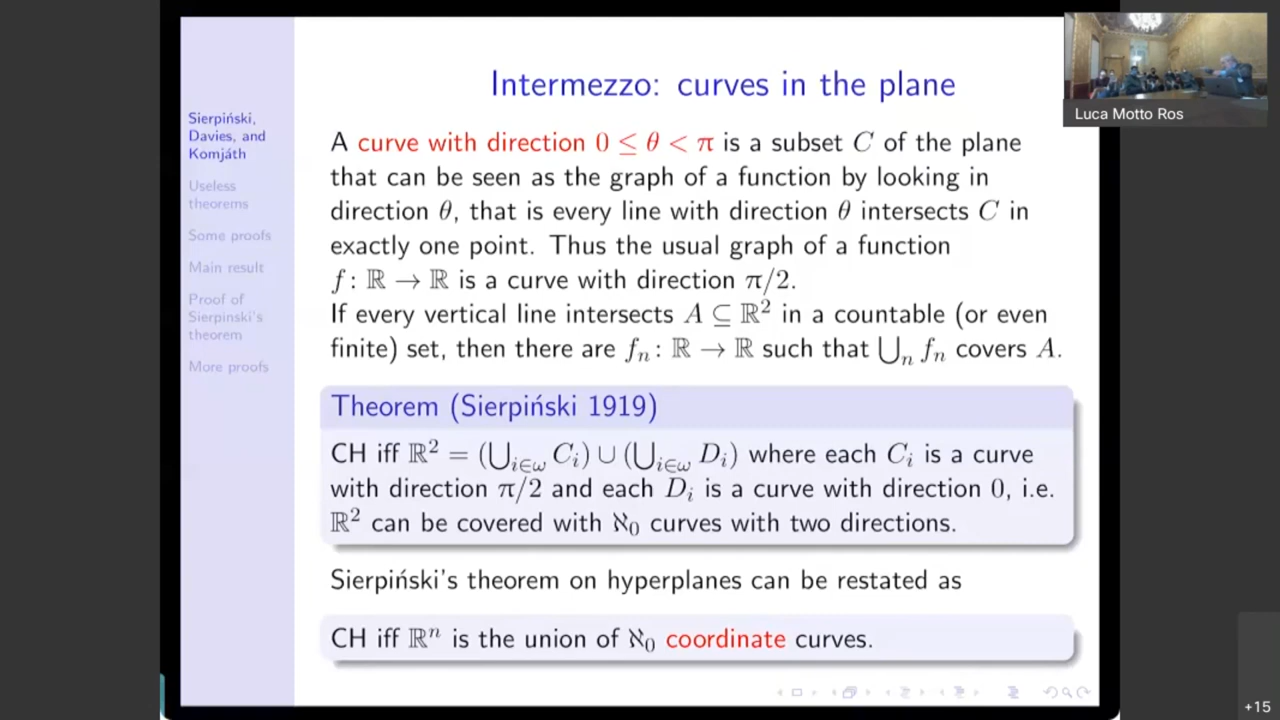 Intermezzo: curves in the plane
Sierpiński,
Davies, and
Komjáth
Useless
theorems
Some proofs
Main result
Proof of
Sierpinski's
theorem
More proofs
A curve with direction 0 ≤ θ < π is a subset C of the plane
that can be seen as the graph of a function by looking in
direction θ, that is every line with direction θ intersects C in
exactly one point. Thus the usual graph of a function
f : ℝ → ℝ is a curve with direction π/2.
If every vertical line intersects A ⊆ ℝ² in a countable (or even
finite) set, then there are fₙ : ℝ → ℝ such that ⋃ₙ fₙ covers A.
Theorem (Sierpiński 1919)
CH iff ℝ² = (⋃_{i∈ω} C_i) ∪ (⋃_{i∈ω} D_i) where each C_i is a curve
with direction π/2 and each D_i is a curve with direction 0, i.e.
ℝ² can be covered with ℵ₀ curves with two directions.
Sierpiński's theorem on hyperplanes can be restated as
CH iff ℝⁿ is the union of ℵ₀ coordinate curves.
Luca Motto Ros
+15